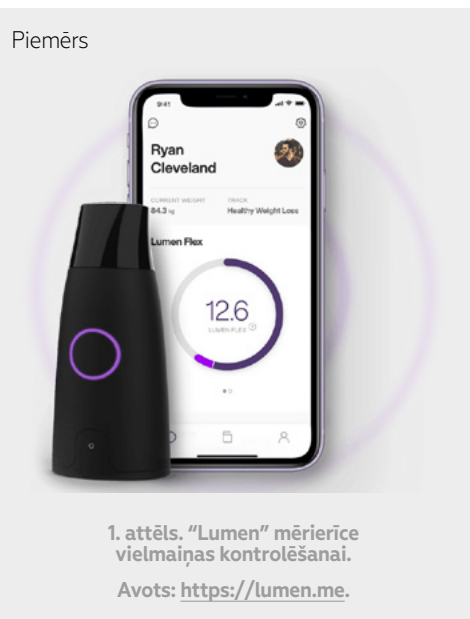 Piemērs
9:41
Ryan
Cleveland
CURRENT WEIGHT
TRACK
84.3 kg
Healthy Weight Loss
Lumen Flex
12.6
LUMEN FLEX
1. attēls. “Lumen” mērierīce
vielmaiņas kontrolēšanai.
Avots: https://lumen.me.